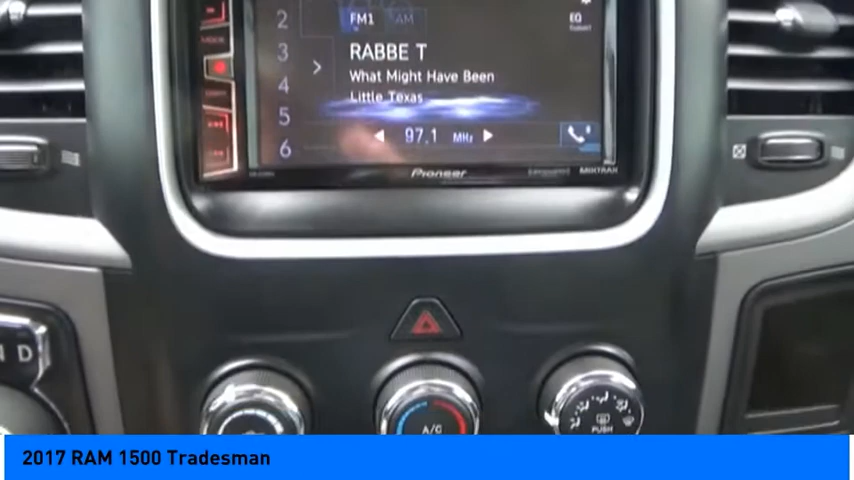 2
FM1 AM
EQ
3
RABBE T
What Might Have Been
4
Little Texas
5
97.1 MHz
6
Pioneer
MIXTRAX
N D
A/C
PUSH
2017 RAM 1500 Tradesman